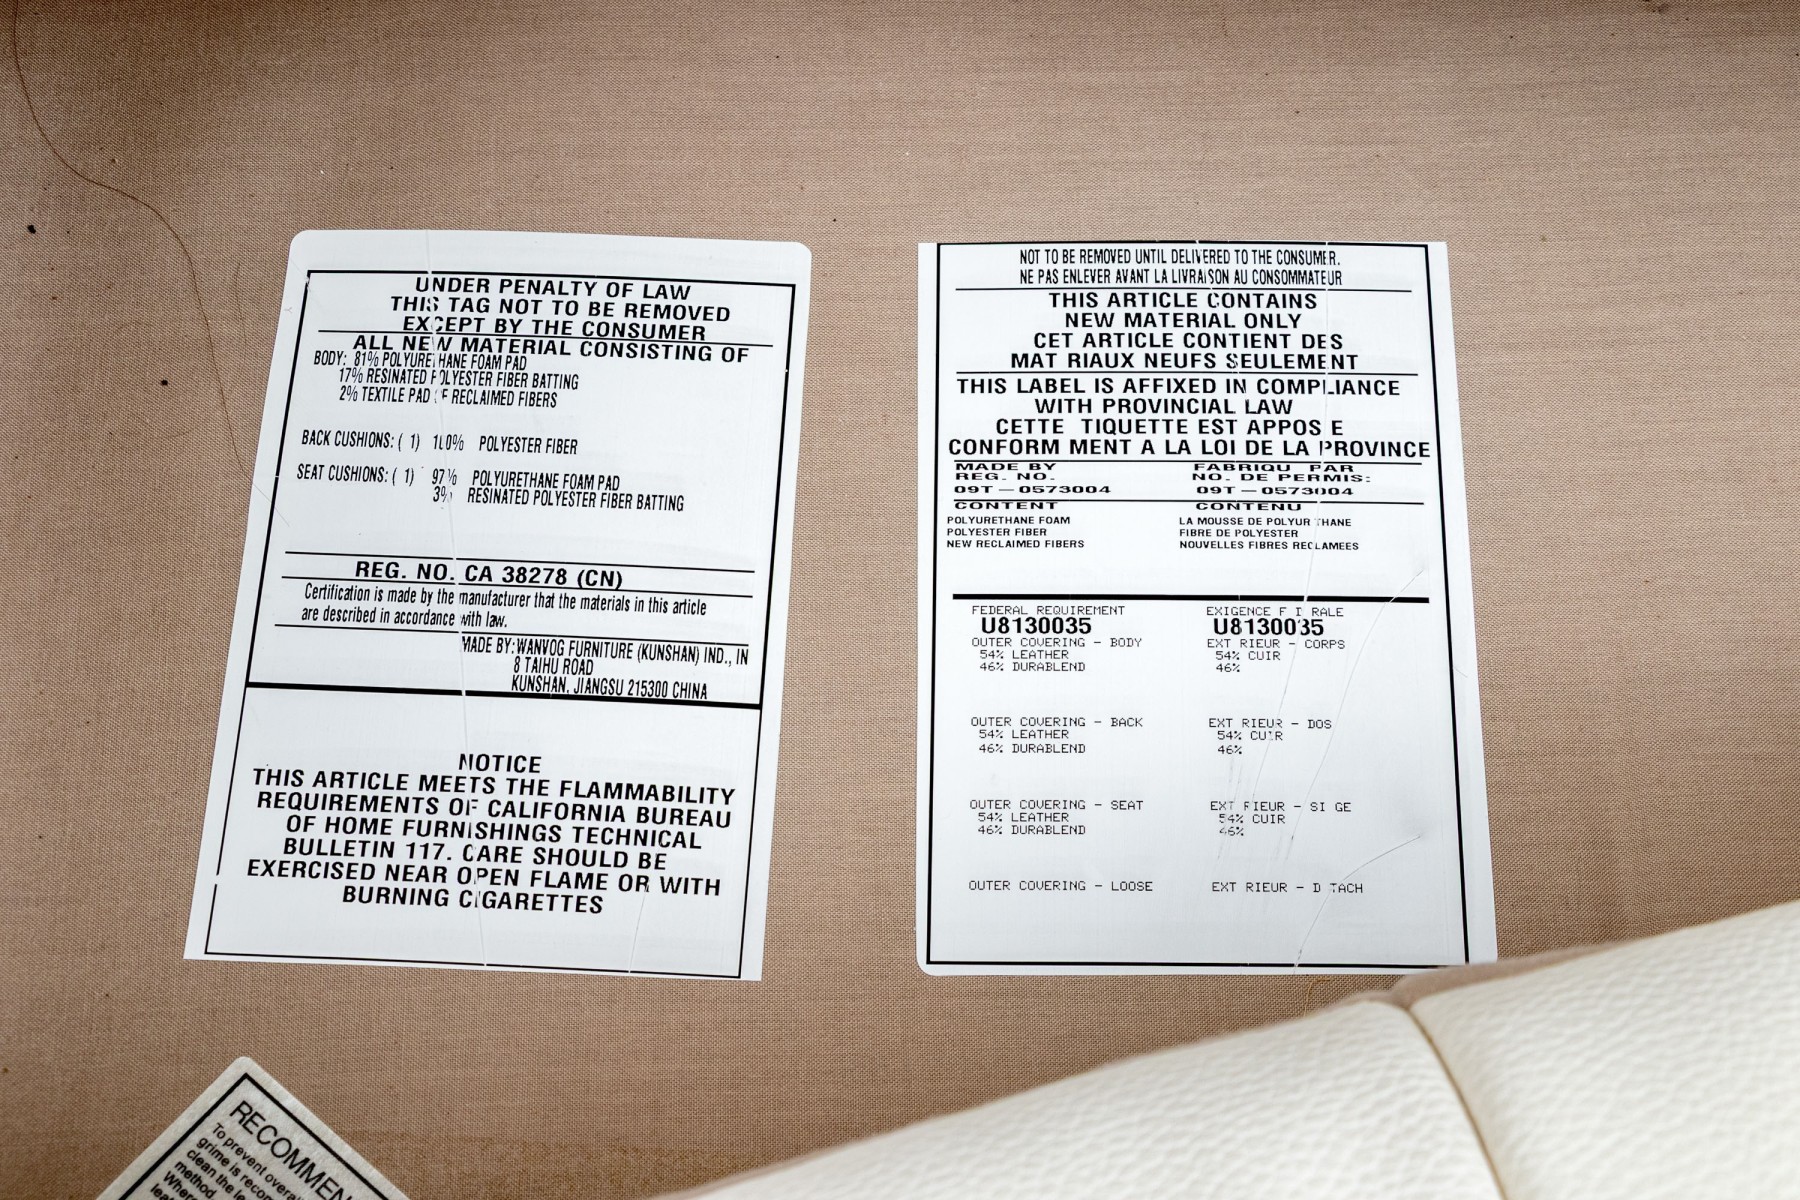 UNDER PENALTY OF LAW
THIS TAG NOT TO BE REMOVED
EXCEPT BY THE CONSUMER
ALL NEW MATERIAL CONSISTING OF
BODY: 81% POLYURETHANE FOAM PAD
17% RESINATED POLYESTER FIBER BATTING
2% TEXTILE PAD OF RECLAIMED FIBERS
BACK CUSHIONS: ( 1) 100% POLYESTER FIBER
SEAT CUSHIONS: ( 1) 97% POLYURETHANE FOAM PAD
3% RESINATED POLYESTER FIBER BATTING
REG. NO. CA 38278 (CN)
Certification is made by the manufacturer that the materials in this article
are described in accordance with law.
MADE BY: WANVOG FURNITURE (KUNSHAN) IND., IN
8 TAIHU ROAD
KUNSHAN, JIANGSU 215300 CHINA
NOTICE
THIS ARTICLE MEETS THE FLAMMABILITY
REQUIREMENTS OF CALIFORNIA BUREAU
OF HOME FURNISHINGS TECHNICAL
BULLETIN 117. CARE SHOULD BE
EXERCISED NEAR OPEN FLAME OR WITH
BURNING CIGARETTES
NOT TO BE REMOVED UNTIL DELIVERED TO THE CONSUMER.
NE PAS ENLEVER AVANT LA LIVRAISON AU CONSOMMATEUR
THIS ARTICLE CONTAINS
NEW MATERIAL ONLY
CET ARTICLE CONTIENT DES
MAT RIAUX NEUFS SEULEMENT
THIS LABEL IS AFFIXED IN COMPLIANCE
WITH PROVINCIAL LAW
CETTE TIQUETTE EST APPOS E
CONFORM MENT A LA LOI DE LA PROVINCE
MADE BY FABRIQU PAR
REG. NO. NO. DE PERMIS:
09T — 0573004 09T — 0573004
CONTENT CONTENU
POLYURETHANE FOAM LA MOUSSE DE POLYUR THANE
POLYESTER FIBER FIBRE DE POLYESTER
NEW RECLAIMED FIBERS NOUVELLES FIBRES RECLAMEES
FEDERAL REQUIREMENT EXIGENCE F D RALE
U8130035 U8130035
OUTER COVERING - BODY EXT RIEUR - CORPS
54% LEATHER 54% CUIR
46% DURABLEND 46%
OUTER COVERING - BACK EXT RIEUR - DOS
54% LEATHER 54% CUIR
46% DURABLEND 46%
OUTER COVERING - SEAT EXT RIEUR - SI GE
54% LEATHER 54% CUIR
46% DURABLEND 46%
OUTER COVERING - LOOSE EXT RIEUR - D TACH
RECOMMEN
To prevent overal
grime is recom
clean the le
method.
Wher
leat